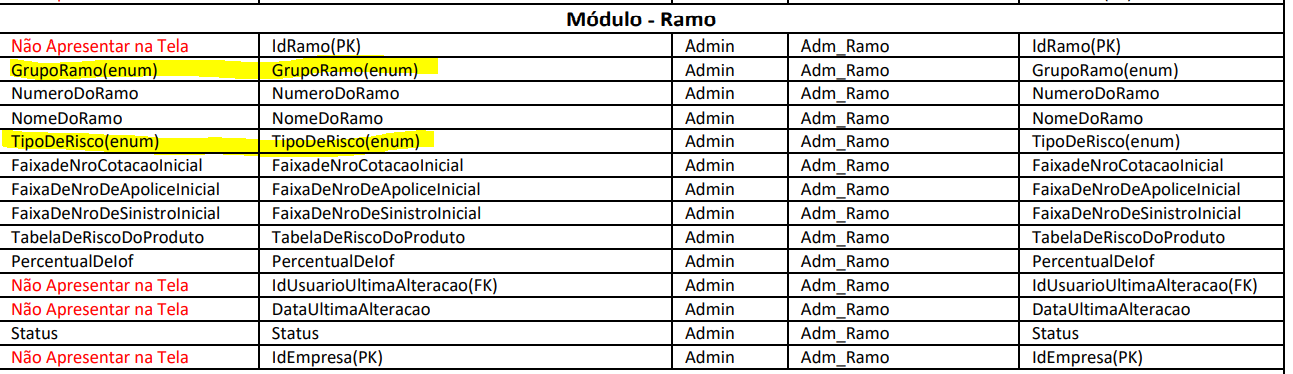 Módulo - Ramo
Não Apresentar na Tela IdRamo(PK) Admin Adm_Ramo IdRamo(PK)
GrupoRamo(enum) GrupoRamo(enum) Admin Adm_Ramo GrupoRamo(enum)
NumeroDoRamo NumeroDoRamo Admin Adm_Ramo NumeroDoRamo
NomeDoRamo NomeDoRamo Admin Adm_Ramo NomeDoRamo
TipoDeRisco(enum) TipoDeRisco(enum) Admin Adm_Ramo TipoDeRisco(enum)
FaixadeNroCotacaoInicial FaixadeNroCotacaoInicial Admin Adm_Ramo FaixadeNroCotacaoInicial
FaixaDeNroDeApoliceInicial FaixaDeNroDeApoliceInicial Admin Adm_Ramo FaixaDeNroDeApoliceInicial
FaixaDeNroDeSinistroInicial FaixaDeNroDeSinistroInicial Admin Adm_Ramo FaixaDeNroDeSinistroInicial
TabelaDeRiscoDoProduto TabelaDeRiscoDoProduto Admin Adm_Ramo TabelaDeRiscoDoProduto
PercentualDeIof PercentualDeIof Admin Adm_Ramo PercentualDeIof
Não Apresentar na Tela IdUsuarioUltimaAlteracao(FK) Admin Adm_Ramo IdUsuarioUltimaAlteracao(FK)
Não Apresentar na Tela DataUltimaAlteracao Admin Adm_Ramo DataUltimaAlteracao
Status Status Admin Adm_Ramo Status
Não Apresentar na Tela IdEmpresa(PK) Admin Adm_Ramo IdEmpresa(PK)